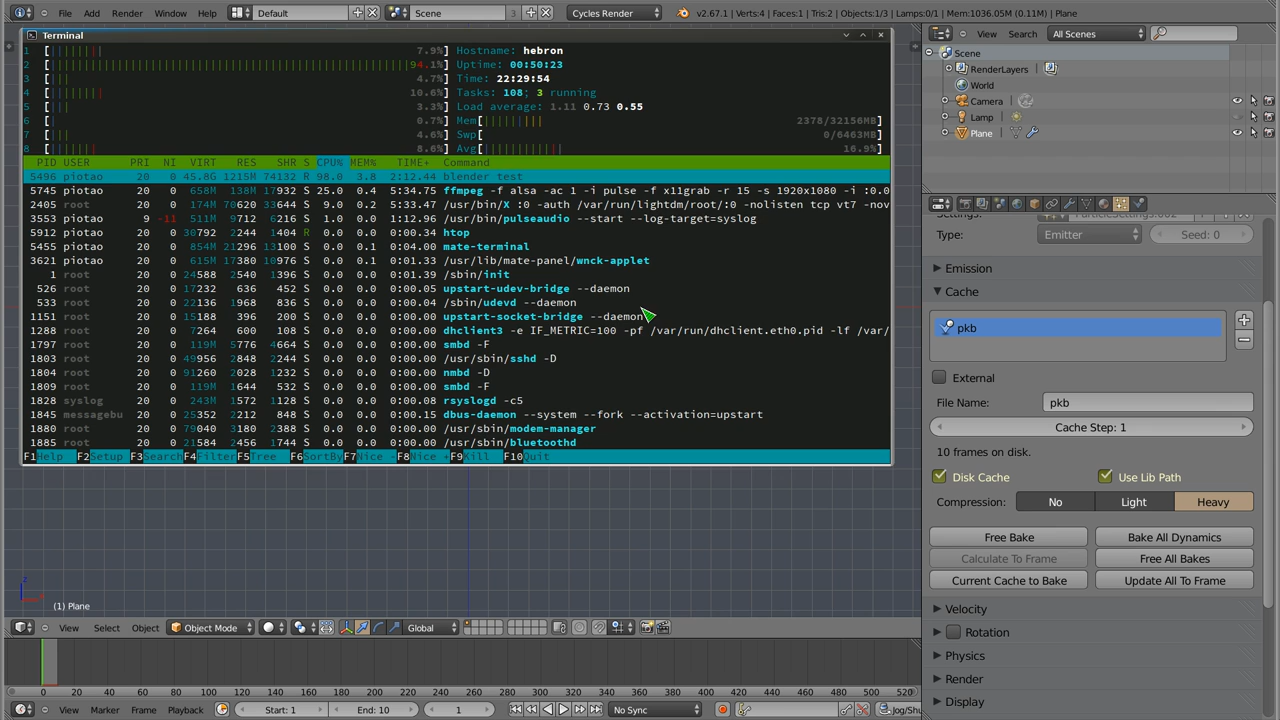 File Add Render Window Help Default Scene 3 Cycles Render v2.67.1 | Verts:4 | Faces:1 | Tris:2 | Objects:1/3 | Lamps:0/1 | Mem:1036.05M (0.11M) | Plane
Terminal
1 [ 7.9%] Hostname: hebron
2 [ 94.1%] Uptime: 00:50:23
3 [ 4.7%] Time: 22:29:54
4 [ 10.6%] Tasks: 108; 3 running
5 [ 3.3%] Load average: 1.11 0.73 0.55
6 [ 0.7%] Mem[ 2378/32156MB]
7 [ 4.6%] Swp[ 0/6463MB]
8 [ 8.6%] Avg[ 16.9%]
PID USER PRI NI VIRT RES SHR S CPU% MEM% TIME+ Command
5496 piotao 20 0 45.8G 1215M 74132 R 98.0 3.8 2:12.44 blender test
5745 piotao 20 0 658M 138M 17932 S 25.0 0.4 5:34.75 ffmpeg -f alsa -ac 1 -i pulse -f x11grab -r 15 -s 1920x1080 -i :0.0
2405 root 20 0 174M 70620 33644 S 9.0 0.2 5:33.47 /usr/bin/X :0 -auth /var/run/lightdm/root/:0 -nolisten tcp vt7 -nov
3553 piotao 9 -11 511M 9712 6216 S 1.0 0.0 1:12.96 /usr/bin/pulseaudio --start --log-target=syslog
5912 piotao 20 0 30792 2244 1404 R 0.0 0.0 0:00.34 htop
5455 piotao 20 0 854M 21296 13100 S 0.0 0.1 0:04.00 mate-terminal
3621 piotao 20 0 615M 17380 10976 S 0.0 0.1 0:01.33 /usr/lib/mate-panel/wnck-applet
1 root 20 0 24588 2540 1396 S 0.0 0.0 0:01.39 /sbin/init
526 root 20 0 17232 636 452 S 0.0 0.0 0:00.05 upstart-udev-bridge --daemon
533 root 20 0 22136 1968 836 S 0.0 0.0 0:00.04 /sbin/udevd --daemon
1151 root 20 0 15188 396 200 S 0.0 0.0 0:00.00 upstart-socket-bridge --daemon
1288 root 20 0 7264 600 108 S 0.0 0.0 0:00.00 dhclient3 -e IF_METRIC=100 -pf /var/run/dhclient.eth0.pid -lf /var/
1797 root 20 0 119M 5776 4664 S 0.0 0.0 0:00.00 smbd -F
1803 root 20 0 49956 2848 2244 S 0.0 0.0 0:00.00 /usr/sbin/sshd -D
1804 root 20 0 91260 2028 1232 S 0.0 0.0 0:00.00 nmbd -D
1809 root 20 0 119M 1644 532 S 0.0 0.0 0:00.00 smbd -F
1828 syslog 20 0 243M 1572 1128 S 0.0 0.0 0:00.08 rsyslogd -c5
1845 messagebu 20 0 25352 2112 848 S 0.0 0.0 0:00.15 dbus-daemon --system --fork --activation=upstart
1880 root 20 0 79040 3180 2388 S 0.0 0.0 0:00.00 /usr/sbin/modem-manager
1885 root 20 0 21584 2456 1744 S 0.0 0.0 0:00.00 /usr/sbin/bluetoothd
F1Help F2Setup F3SearchF4FilterF5Tree F6SortByF7Nice -F8Nice +F9Kill F10Quit
z
(1) Plane
View Select Object Object Mode Global
0 20 40 60 80 100 120 140 160 180 200 220 240 260 280 300 320 340 360 380 400 420 440 460 480 500 520
View Marker Frame Playback Start: 1 End: 10 1 No Sync Jog/Shu
View Search All Scenes
Scene
RenderLayers |
World
Camera |
Lamp |
Plane |
Type: Emitter Seed: 0
Emission
Cache
pkb
External
File Name: pkb
Cache Step: 1
10 frames on disk.
Disk Cache Use Lib Path
Compression: No Light Heavy
Free Bake Bake All Dynamics
Calculate To Frame Free All Bakes
Current Cache to Bake Update All To Frame
Velocity
Rotation
Physics
Render
Display